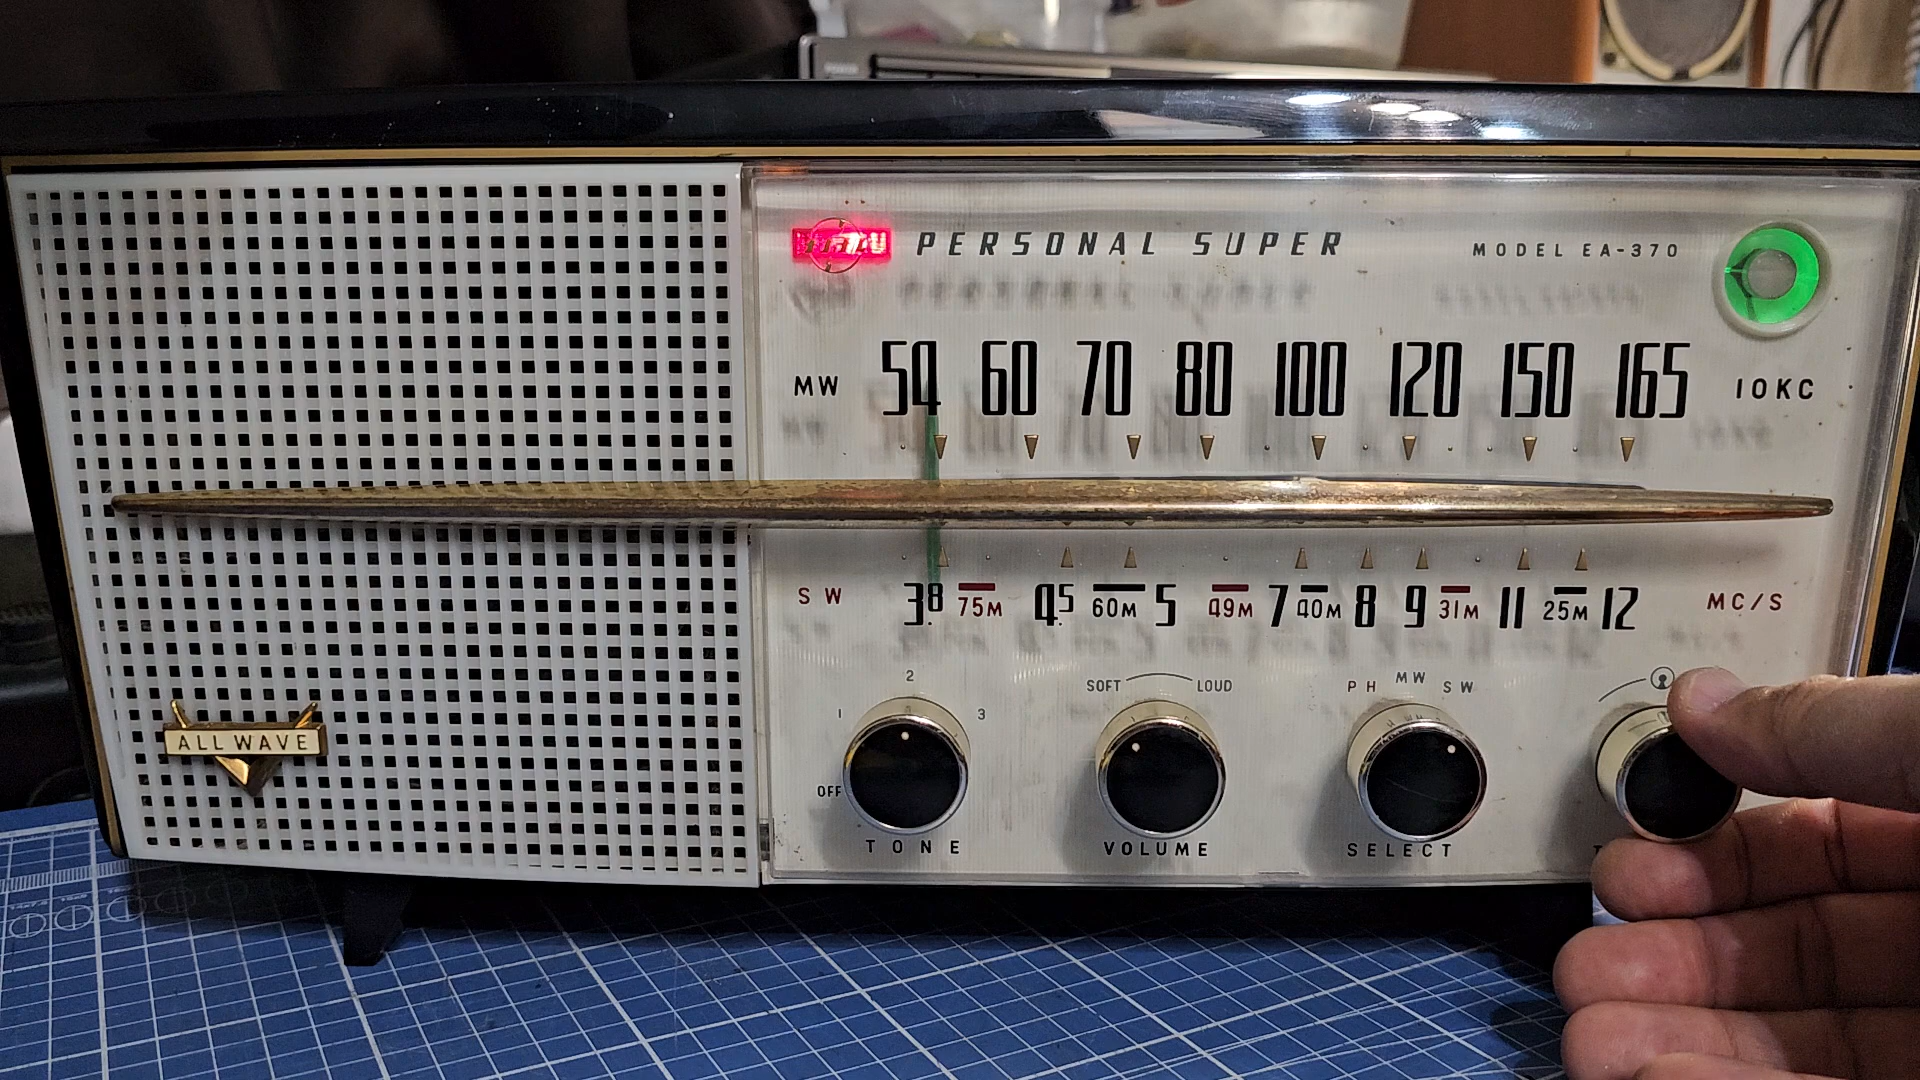 PERSONAL SUPER
MODEL EA-370
MW 54 60 70 80 100 120 150 165 10KC
SW 3.8 75M 4.5 60M 5 49M 7 40M 8 9 31M 11 25M 12 MC/S
ALL WAVE
1 2 3
OFF
TONE
SOFT LOUD
VOLUME
PH MW SW
SELECT